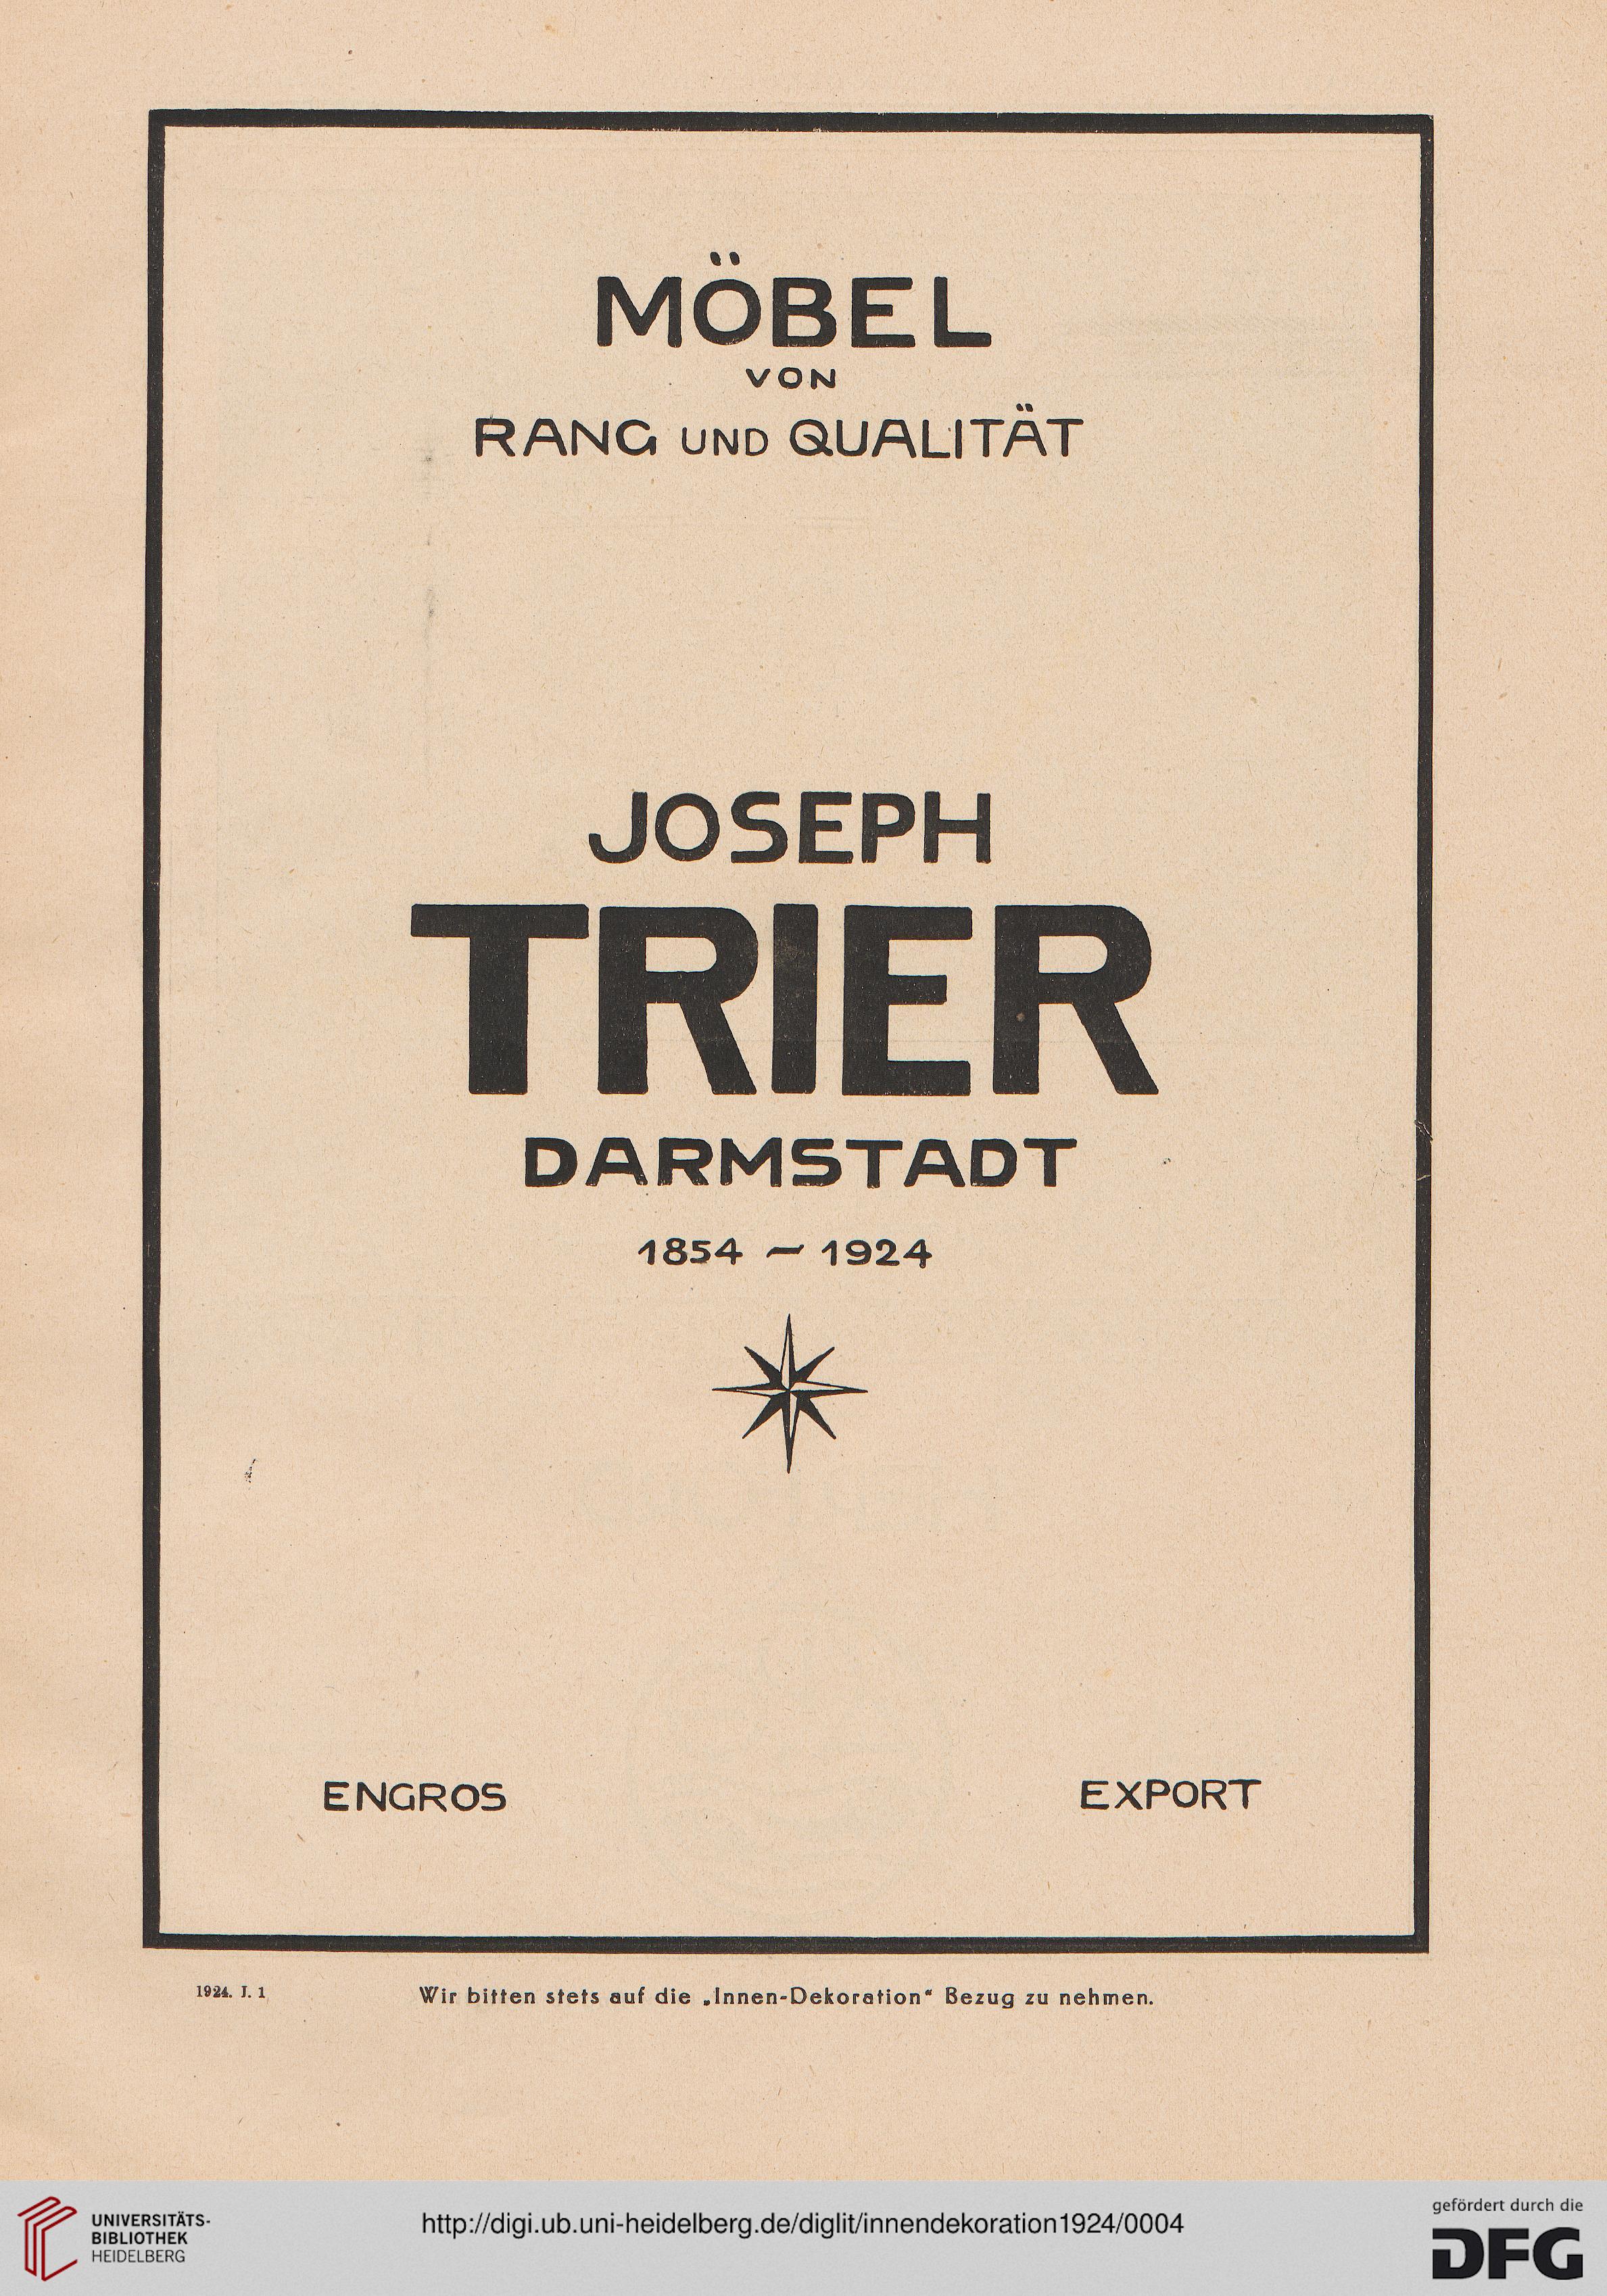 MÖBEL
VON
RANG UND QUALITÄT
JOSEPH
TRIER
DARMSTADT
1854 – 1924
ENGROS
EXPORT
1924. I. 1
Wir bitten stets auf die „Innen-Dekoration“ Bezug zu nehmen.
UNIVERSITÄTS-
BIBLIOTHEK
HEIDELBERG
http://digi.ub.uni-heidelberg.de/diglit/innendekoration1924/0004
gefördert durch die
DFG